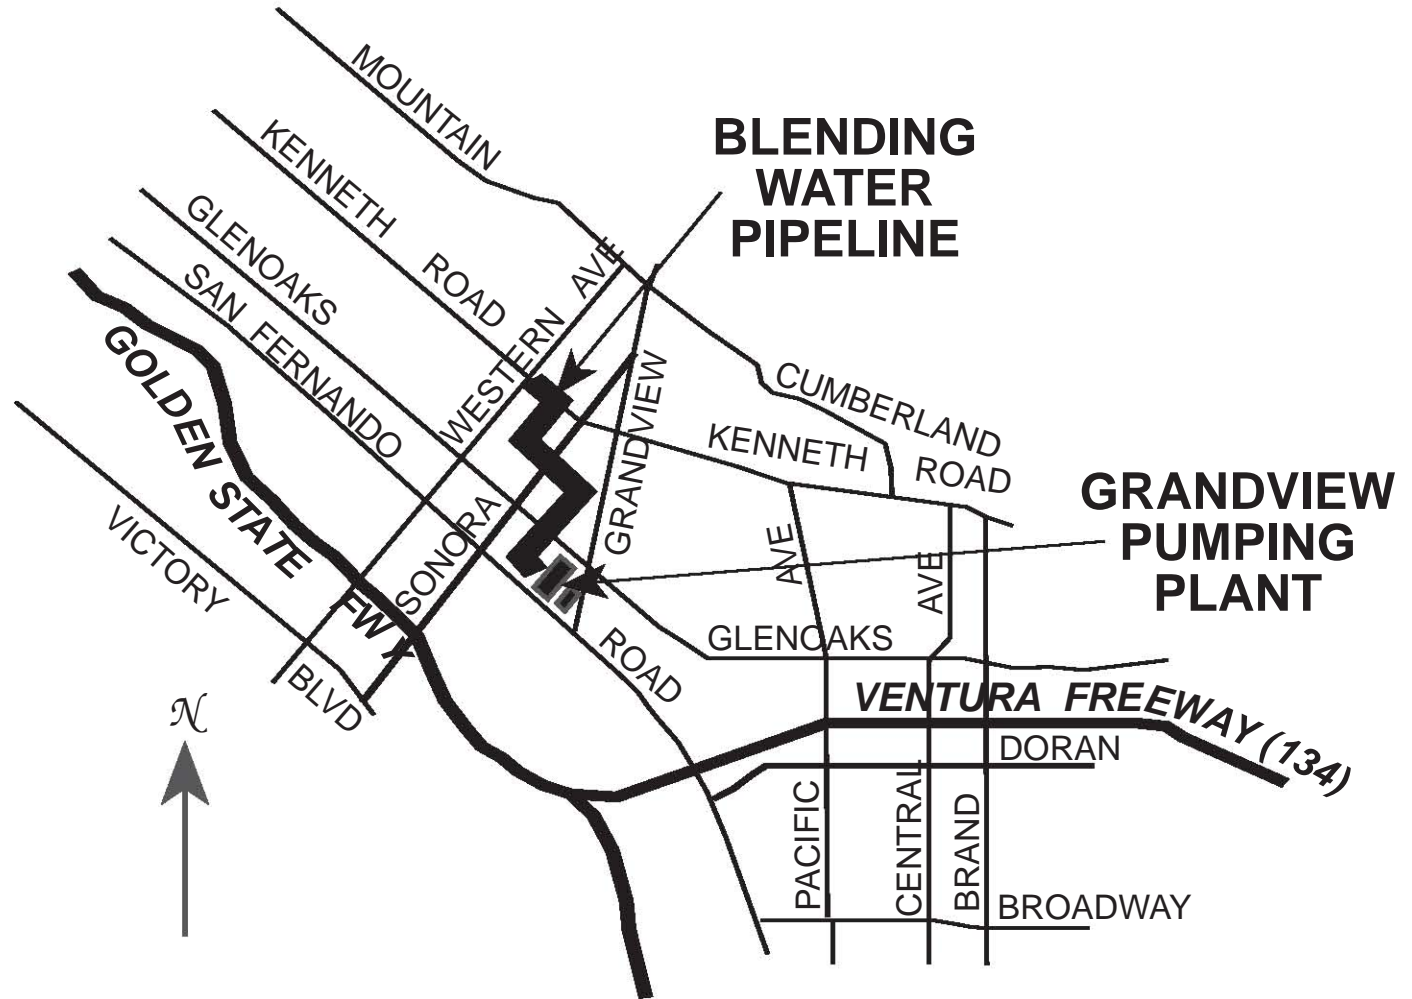 MOUNTAIN
BLENDING
WATER
PIPELINE
KENNETH ROAD
GLENOAKS
SAN FERNANDO
WESTERN AVE
GOLDEN STATE FWY
GRANDVIEW
CUMBERLAND
ROAD
KENNETH
GRANDVIEW
PUMPING
PLANT
SONORA
VICTORY
BLVD
AVE
AVE
GLENOAKS
ROAD
VENTURA FREEWAY (134)
N
DORAN
PACIFIC
CENTRAL
BRAND
BROADWAY